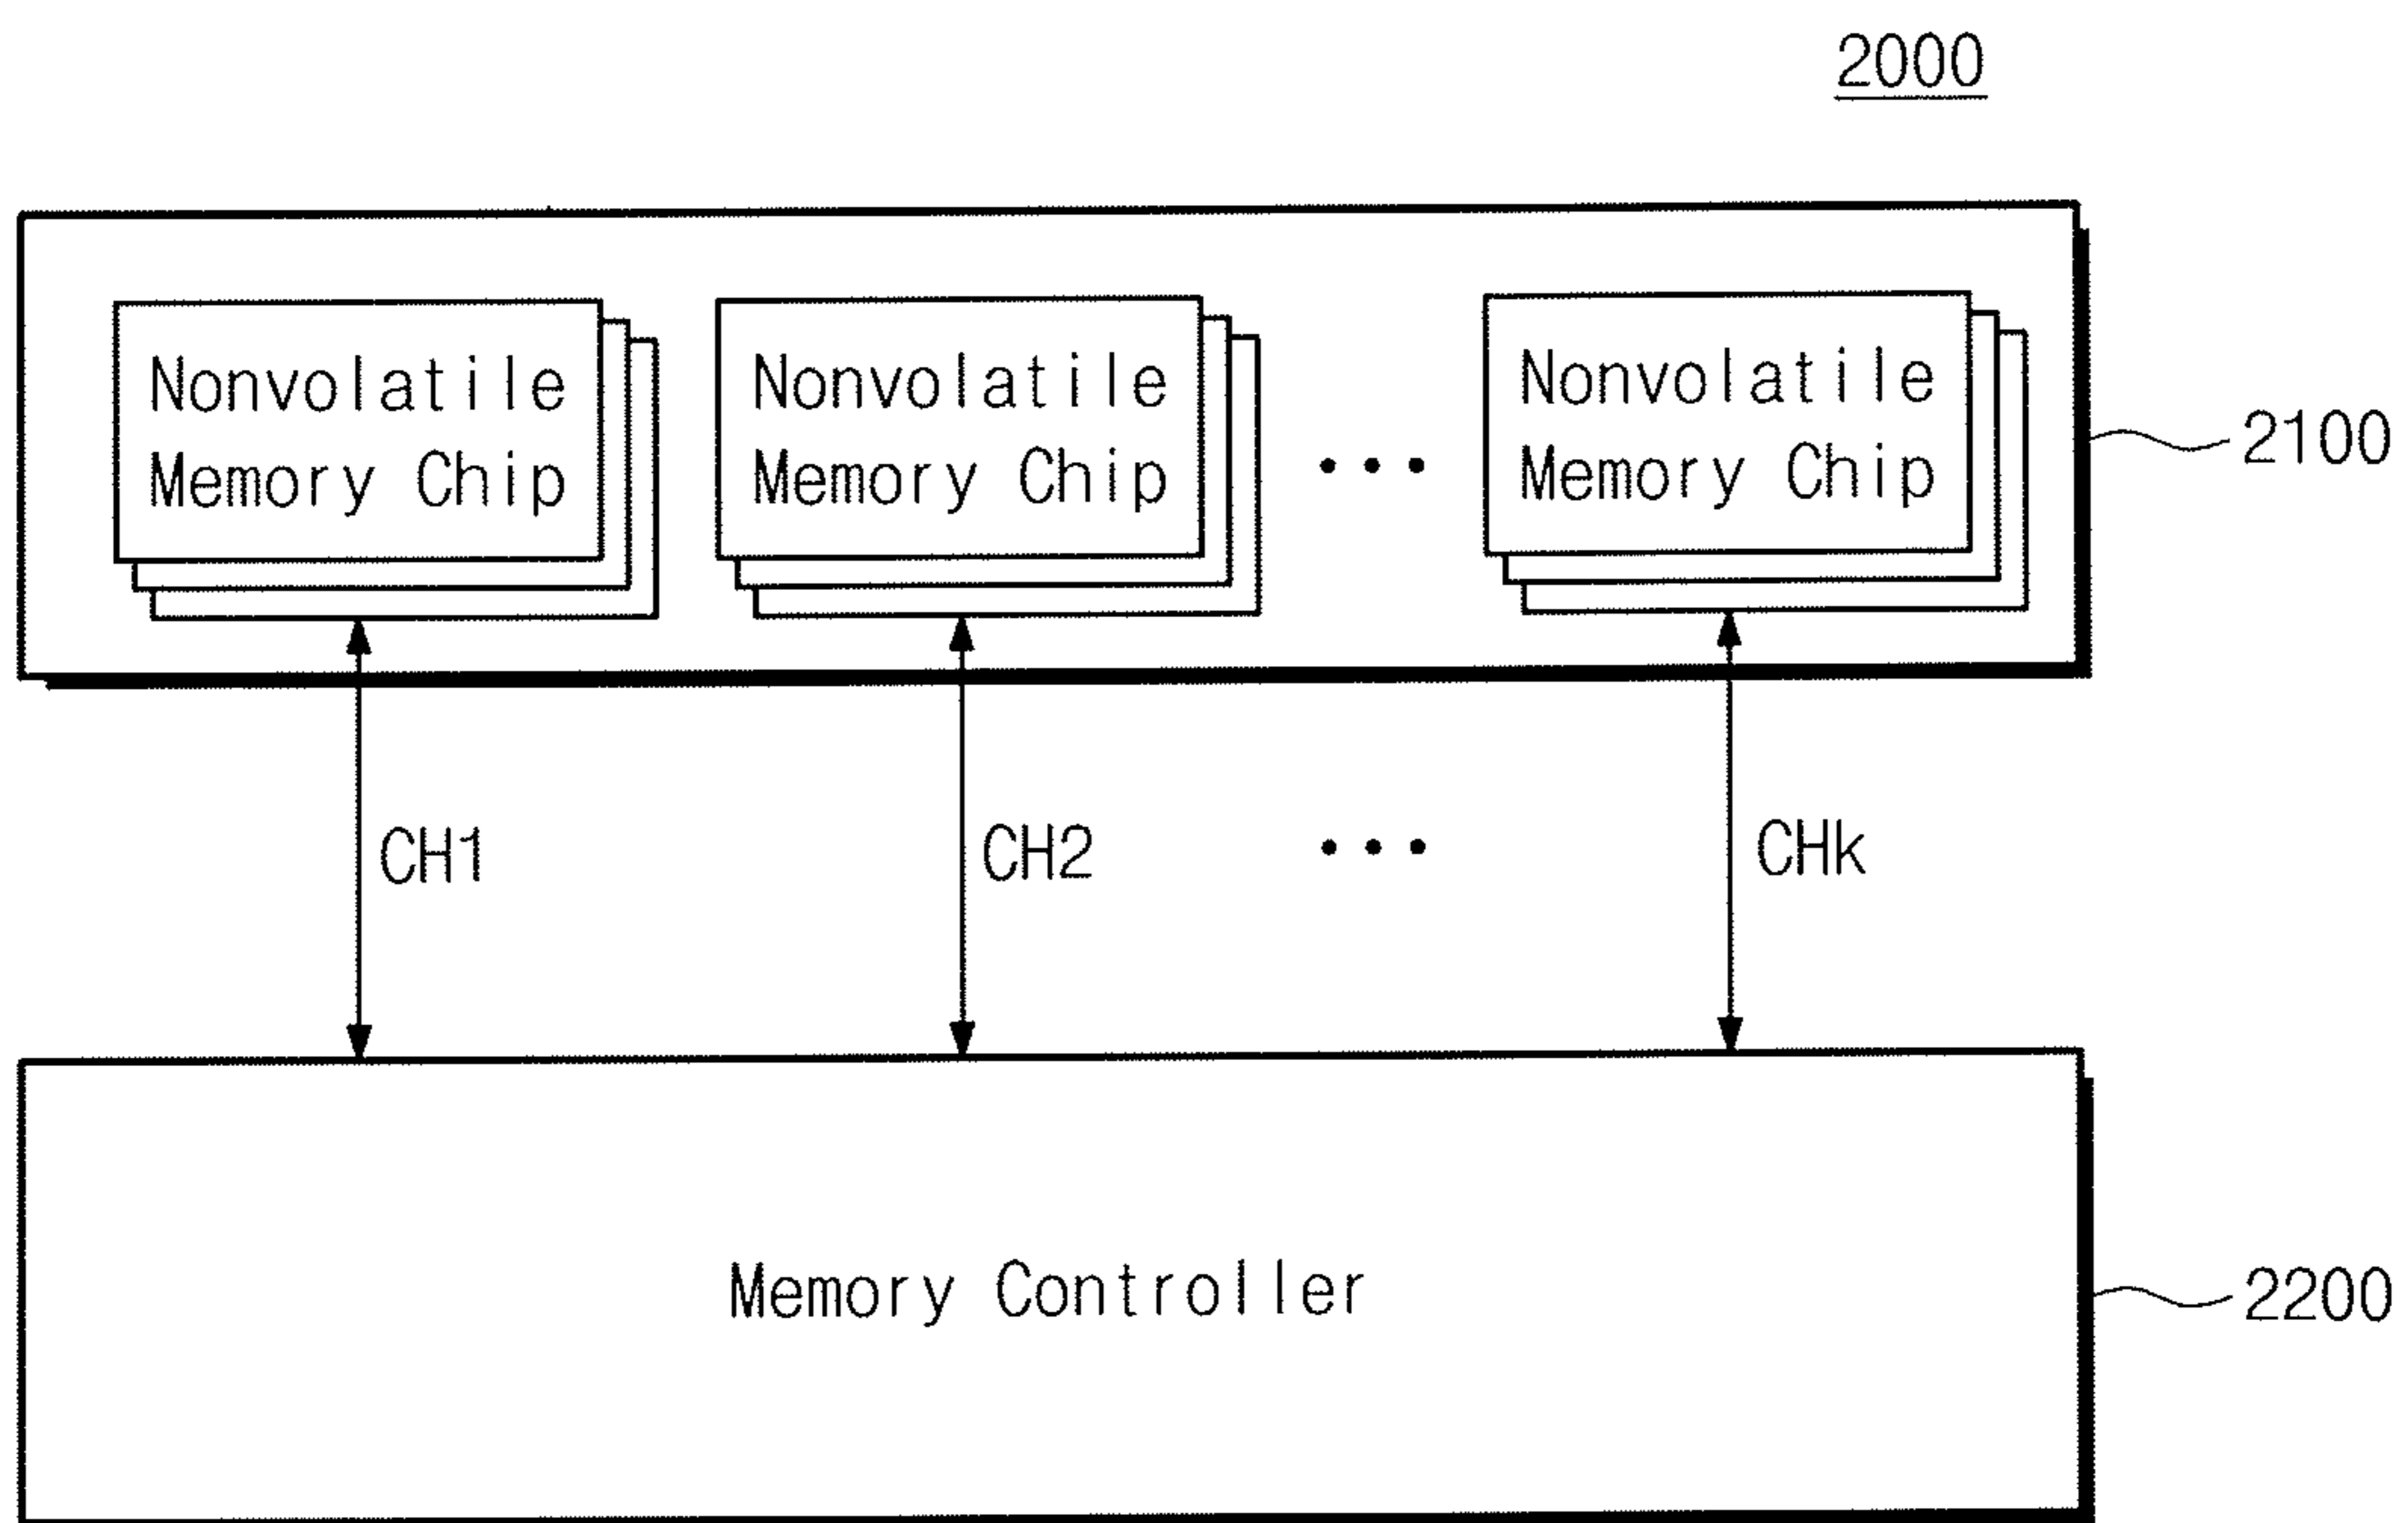 2000
Nonvolatile
Memory Chip
Nonvolatile
Memory Chip
• • •
Nonvolatile
Memory Chip
2100
CH1
CH2
• • •
CHk
Memory Controller
2200